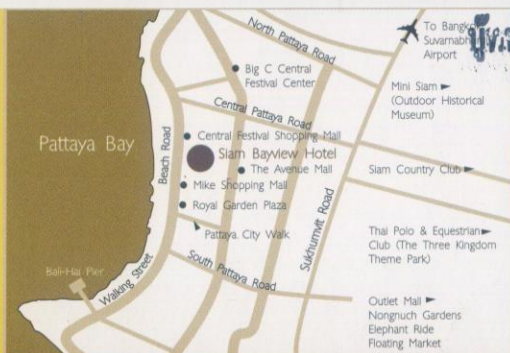 North Pattaya Road
To Bangkok
Suvarnabhumi
Airport
Big C Central
Festival Center
Mini Siam ►
(Outdoor Historical
Museum)
Central Pattaya Road
Pattaya Bay
Beach Road
Central Festival Shopping Mall
Siam Bayview Hotel
The Avenue Mall
Siam Country Club ►
Mike Shopping Mall
Royal Garden Plaza
Sukhumvit Road
Pattaya City Walk
Thai Polo & Equestrian ►
Club (The Three Kingdom
Theme Park)
South Pattaya Road
Bali-Hai Pier
Walking Street
Outlet Mall ►
Nongnuch Gardens
Elephant Ride
Floating Market